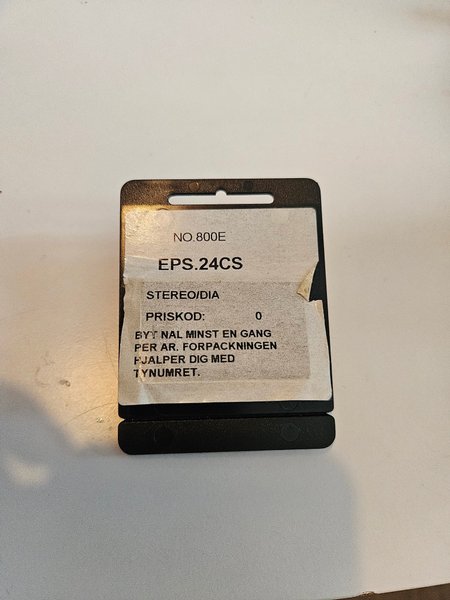 NO.800E
EPS.24CS
STEREO/DIA
PRISKOD: 0
BYT NAL MINST EN GANG
PER AR. FORPACKNINGEN
HJALPER DIG MED
TYNUMRET.